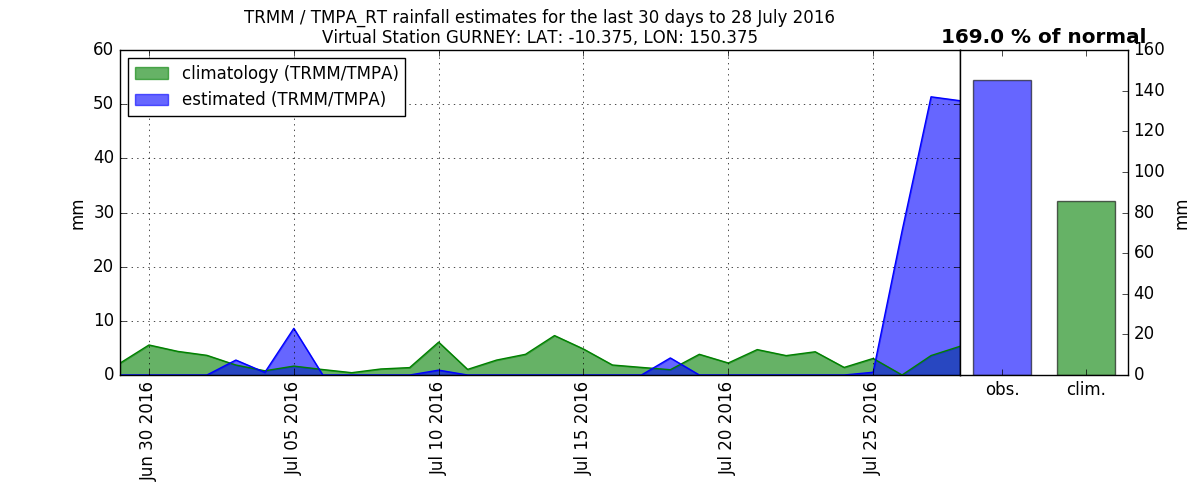 TRMM / TMPA_RT rainfall estimates for the last 30 days to 28 July 2016
Virtual Station GURNEY: LAT: -10.375, LON: 150.375
169.0 % of normal
climatology (TRMM/TMPA)
estimated (TRMM/TMPA)
60
50
40
30
20
10
0
mm
Jun 30 2016
Jul 05 2016
Jul 10 2016
Jul 15 2016
Jul 20 2016
Jul 25 2016
160
140
120
100
80
60
40
20
0
mm
obs.
clim.